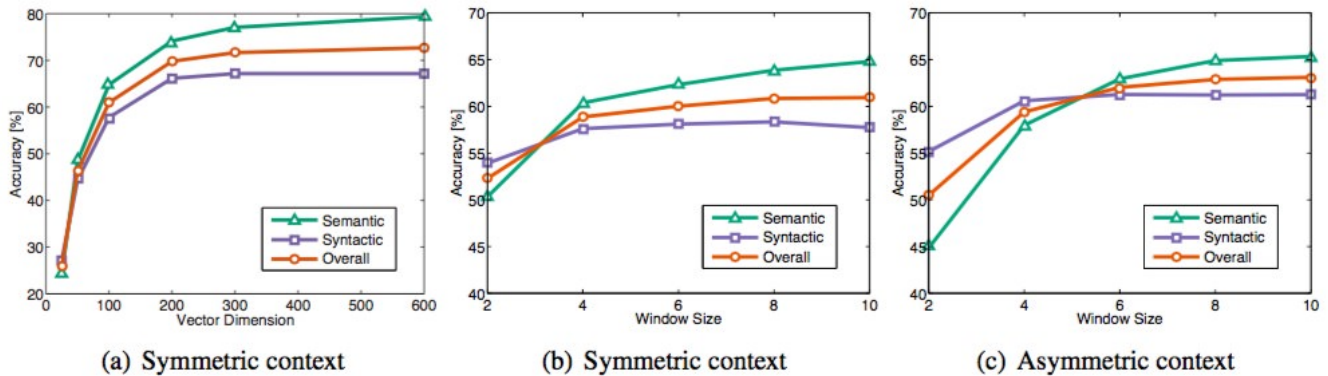 80
70
60
50
40
30
20
Accuracy [%]
0 100 200 300 400 500 600
Vector Dimension
Semantic
Syntactic
Overall
(a) Symmetric context
70
65
60
55
50
45
40
Accuracy [%]
2 4 6 8 10
Window Size
Semantic
Syntactic
Overall
(b) Symmetric context
70
65
60
55
50
45
40
Accuracy [%]
2 4 6 8 10
Window Size
Semantic
Syntactic
Overall
(c) Asymmetric context